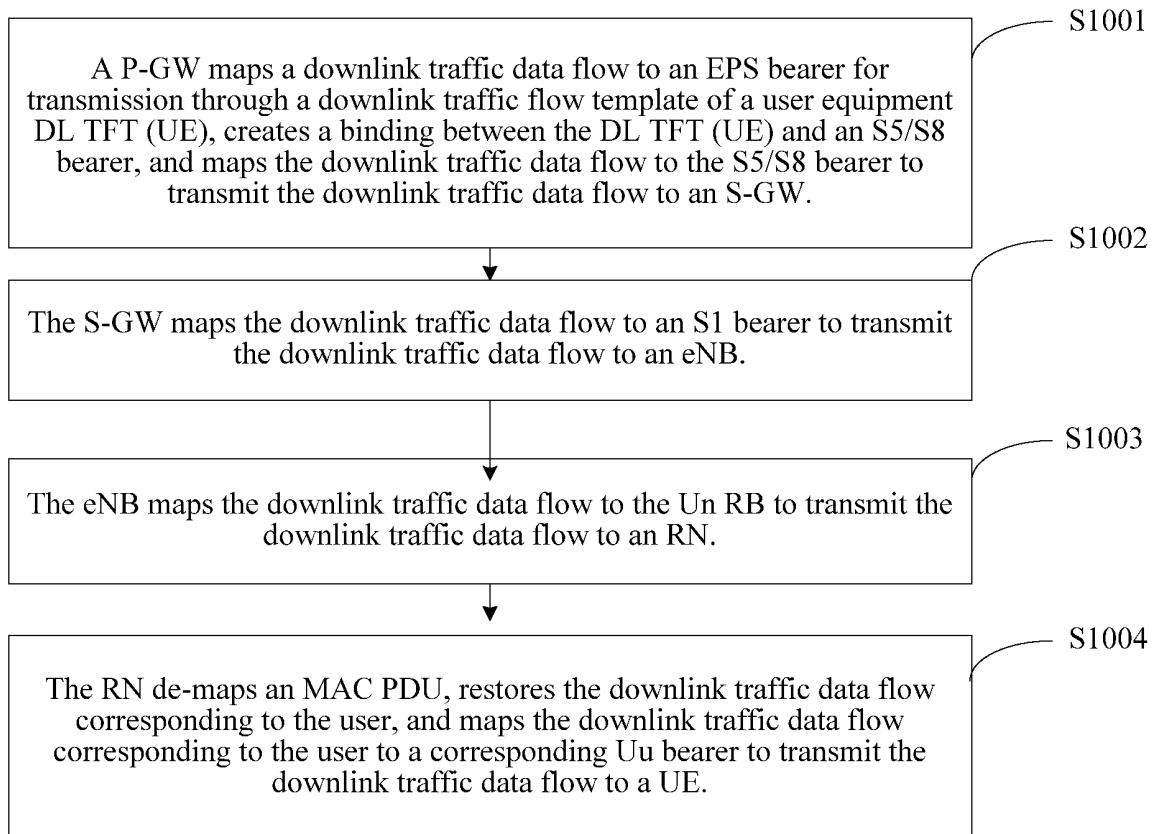 S1001
A P-GW maps a downlink traffic data flow to an EPS bearer for
transmission through a downlink traffic flow template of a user equipment
DL TFT (UE), creates a binding between the DL TFT (UE) and an S5/S8
bearer, and maps the downlink traffic data flow to the S5/S8 bearer to
transmit the downlink traffic data flow to an S-GW.
S1002
The S-GW maps the downlink traffic data flow to an S1 bearer to transmit
the downlink traffic data flow to an eNB.
S1003
The eNB maps the downlink traffic data flow to the Un RB to transmit the
downlink traffic data flow to an RN.
S1004
The RN de-maps an MAC PDU, restores the downlink traffic data flow
corresponding to the user, and maps the downlink traffic data flow
corresponding to the user to a corresponding Uu bearer to transmit the
downlink traffic data flow to a UE.